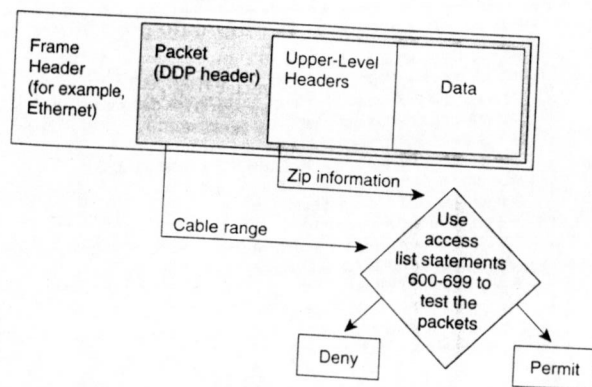 Frame
Header
(for example,
Ethernet)
Packet
(DDP header)
Upper-Level
Headers
Data
Zip information
Cable range
Use
access
list statements
600-699 to
test the
packets
Deny
Permit